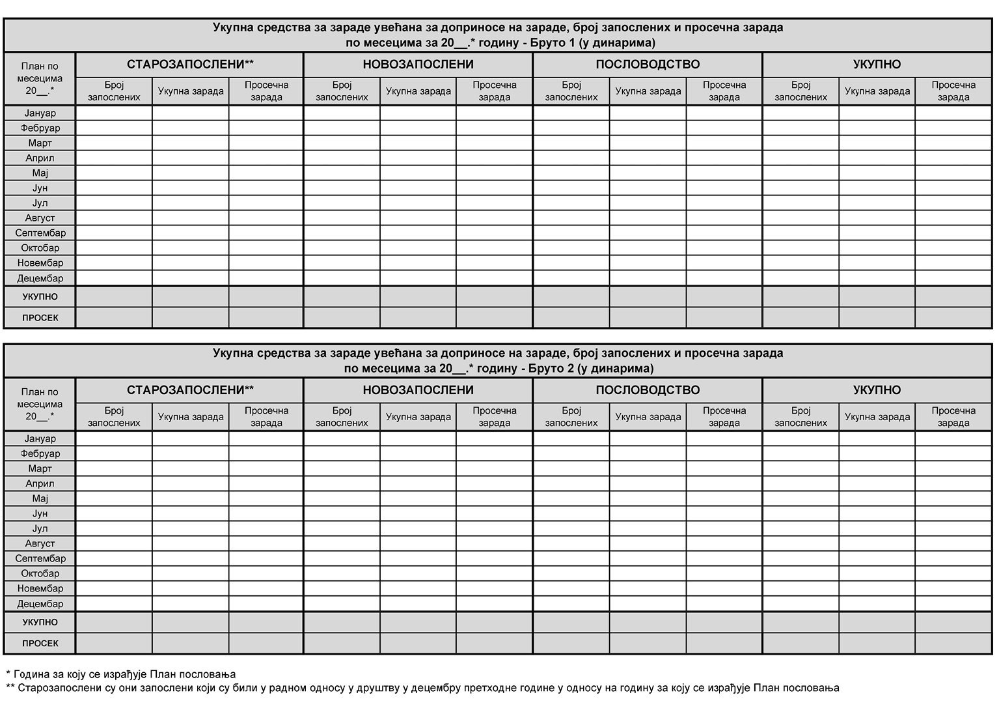 Укупна средства за зараде увећана за доприносе на зараде, број запослених и просечна зарада
по месецима за 20__.* годину - Бруто 1 (у динарима)
План по
месецима
20__.*
СТАРОЗАПОСЛЕНИ** НОВОЗАПОСЛЕНИ ПОСЛОВОДСТВО УКУПНО
Број
запослених
Укупна зарада
Просечна
зарада
Број
запослених
Укупна зарада
Просечна
зарада
Број
запослених
Укупна зарада
Просечна
зарада
Број
запослених
Укупна зарада
Просечна
зарада
Јануар
Фебруар
Март
Април
Мај
Јун
Јул
Август
Септембар
Октобар
Новембар
Децембар
УКУПНО
ПРОСЕК
Укупна средства за зараде увећана за доприносе на зараде, број запослених и просечна зарада
по месецима за 20__.* годину - Бруто 2 (у динарима)
План по
месецима
20__.*
СТАРОЗАПОСЛЕНИ** НОВОЗАПОСЛЕНИ ПОСЛОВОДСТВО УКУПНО
Број
запослених
Укупна зарада
Просечна
зарада
Број
запослених
Укупна зарада
Просечна
зарада
Број
запослених
Укупна зарада
Просечна
зарада
Број
запослених
Укупна зарада
Просечна
зарада
Јануар
Фебруар
Март
Април
Мај
Јун
Јул
Август
Септембар
Октобар
Новембар
Децембар
УКУПНО
ПРОСЕК
* Година за коју се израђује План пословања
** Старозапослени су они запослени који су били у радном односу у друштву у децембру претходне године у односу на годину за коју се израђује План пословања